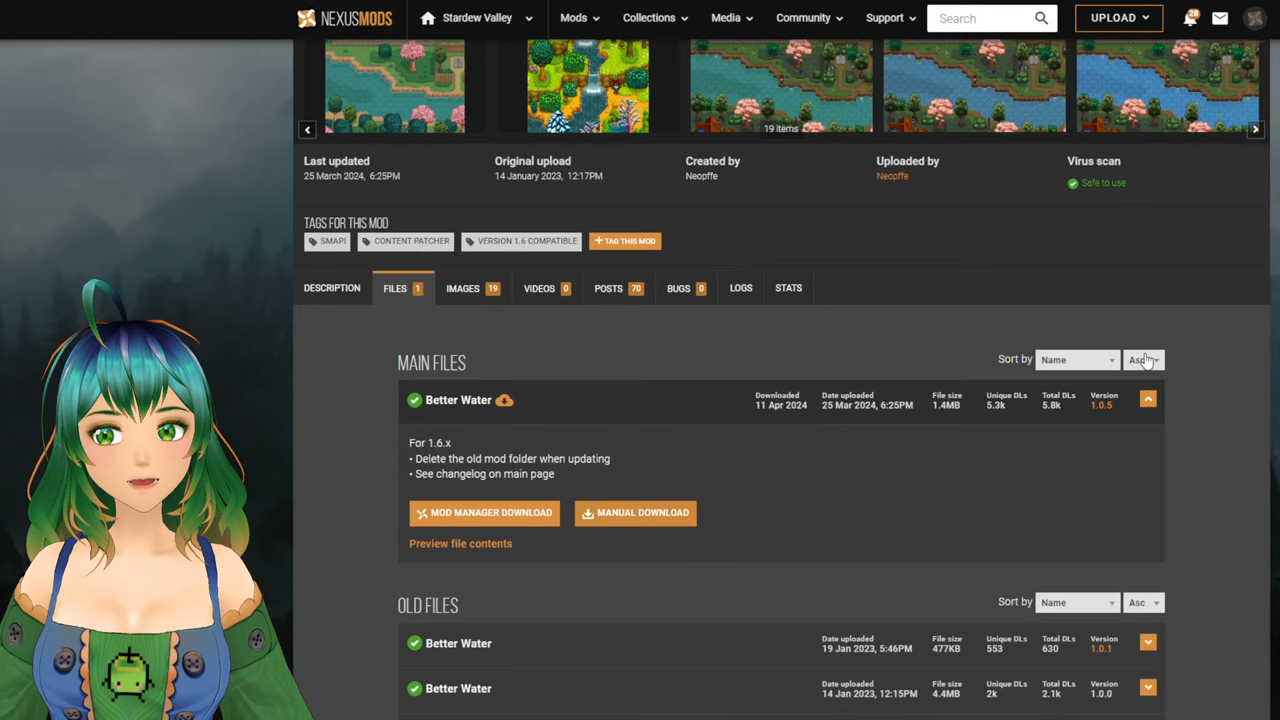 NEXUSMODS
Stardew Valley
Mods
Collections
Media
Community
Support
Search
UPLOAD
28
19 items
Last updated
25 March 2024, 6:25PM
Original upload
14 January 2023, 12:17PM
Created by
Neopffe
Uploaded by
Neopffe
Virus scan
Safe to use
TAGS FOR THIS MOD
SMAPI
CONTENT PATCHER
VERSION 1.6 COMPATIBLE
+ TAG THIS MOD
DESCRIPTION
FILES 1
IMAGES 19
VIDEOS 0
POSTS 70
BUGS 0
LOGS
STATS
MAIN FILES
Sort by Name Asc
Better Water
Downloaded
11 Apr 2024
Date uploaded
25 Mar 2024, 6:25PM
File size
1.4MB
Unique DLs
5.3k
Total DLs
5.8k
Version
1.0.5
For 1.6.x
• Delete the old mod folder when updating
• See changelog on main page
MOD MANAGER DOWNLOAD
MANUAL DOWNLOAD
Preview file contents
OLD FILES
Sort by Name Asc
Better Water
Date uploaded
19 Jan 2023, 5:46PM
File size
477KB
Unique DLs
553
Total DLs
630
Version
1.0.1
Better Water
Date uploaded
14 Jan 2023, 12:15PM
File size
4.4MB
Unique DLs
2k
Total DLs
2.1k
Version
1.0.0